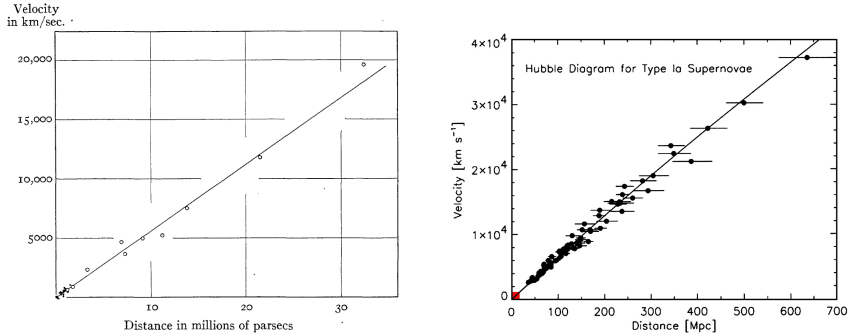 Velocity
in km/sec.
20,000
15,000
10,000
5000
10
20
30
Distance in millions of parsecs
Hubble Diagram for Type Ia Supernovae
Velocity [km s⁻¹]
4×10⁴
3×10⁴
2×10⁴
1×10⁴
0
0 100 200 300 400 500 600 700
Distance [Mpc]